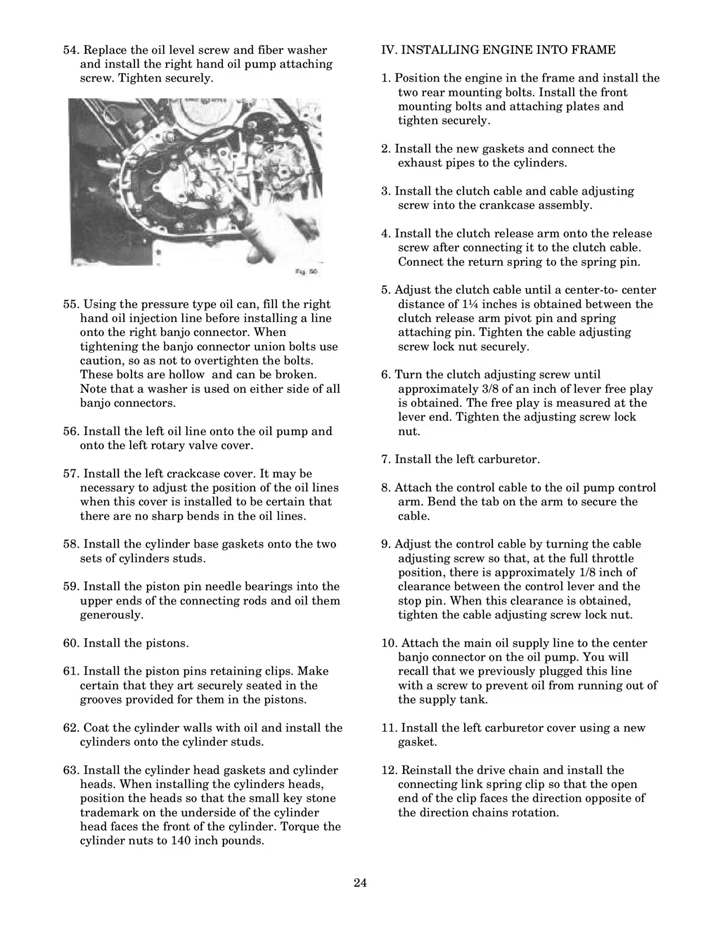 54. Replace the oil level screw and fiber washer
and install the right hand oil pump attaching
screw. Tighten securely.
Fig. 50
55. Using the pressure type oil can, fill the right
hand oil injection line before installing a line
onto the right banjo connector. When
tightening the banjo connector union bolts use
caution, so as not to overtighten the bolts.
These bolts are hollow and can be broken.
Note that a washer is used on either side of all
banjo connectors.
56. Install the left oil line onto the oil pump and
onto the left rotary valve cover.
57. Install the left crackcase cover. It may be
necessary to adjust the position of the oil lines
when this cover is installed to be certain that
there are no sharp bends in the oil lines.
58. Install the cylinder base gaskets onto the two
sets of cylinders studs.
59. Install the piston pin needle bearings into the
upper ends of the connecting rods and oil them
generously.
60. Install the pistons.
61. Install the piston pins retaining clips. Make
certain that they art securely seated in the
grooves provided for them in the pistons.
62. Coat the cylinder walls with oil and install the
cylinders onto the cylinder studs.
63. Install the cylinder head gaskets and cylinder
heads. When installing the cylinders heads,
position the heads so that the small key stone
trademark on the underside of the cylinder
head faces the front of the cylinder. Torque the
cylinder nuts to 140 inch pounds.
IV. INSTALLING ENGINE INTO FRAME
1. Position the engine in the frame and install the
two rear mounting bolts. Install the front
mounting bolts and attaching plates and
tighten securely.
2. Install the new gaskets and connect the
exhaust pipes to the cylinders.
3. Install the clutch cable and cable adjusting
screw into the crankcase assembly.
4. Install the clutch release arm onto the release
screw after connecting it to the clutch cable.
Connect the return spring to the spring pin.
5. Adjust the clutch cable until a center-to- center
distance of 1¼ inches is obtained between the
clutch release arm pivot pin and spring
attaching pin. Tighten the cable adjusting
screw lock nut securely.
6. Turn the clutch adjusting screw until
approximately 3/8 of an inch of lever free play
is obtained. The free play is measured at the
lever end. Tighten the adjusting screw lock
nut.
7. Install the left carburetor.
8. Attach the control cable to the oil pump control
arm. Bend the tab on the arm to secure the
cable.
9. Adjust the control cable by turning the cable
adjusting screw so that, at the full throttle
position, there is approximately 1/8 inch of
clearance between the control lever and the
stop pin. When this clearance is obtained,
tighten the cable adjusting screw lock nut.
10. Attach the main oil supply line to the center
banjo connector on the oil pump. You will
recall that we previously plugged this line
with a screw to prevent oil from running out of
the supply tank.
11. Install the left carburetor cover using a new
gasket.
12. Reinstall the drive chain and install the
connecting link spring clip so that the open
end of the clip faces the direction opposite of
the direction chains rotation.
24